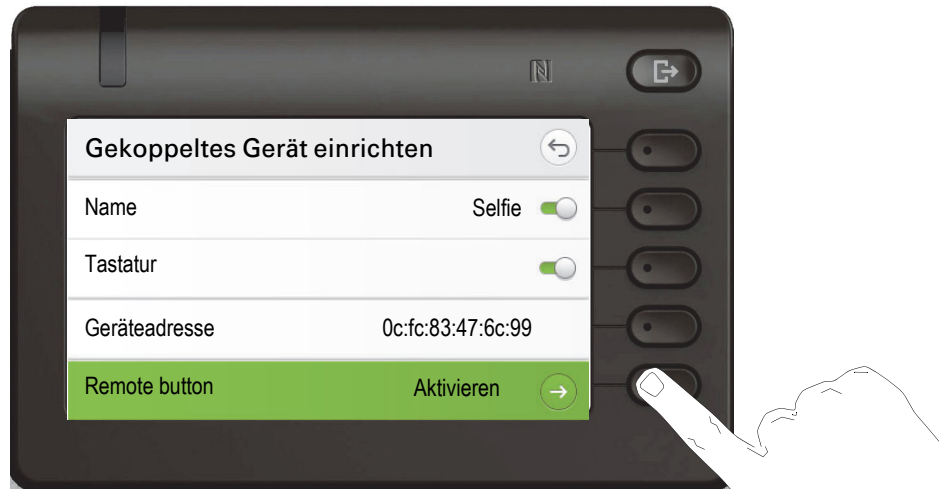 Gekoppeltes Gerät einrichten
Name Selfie
Tastatur
Geräteadresse 0c:fc:83:47:6c:99
Remote button Aktivieren